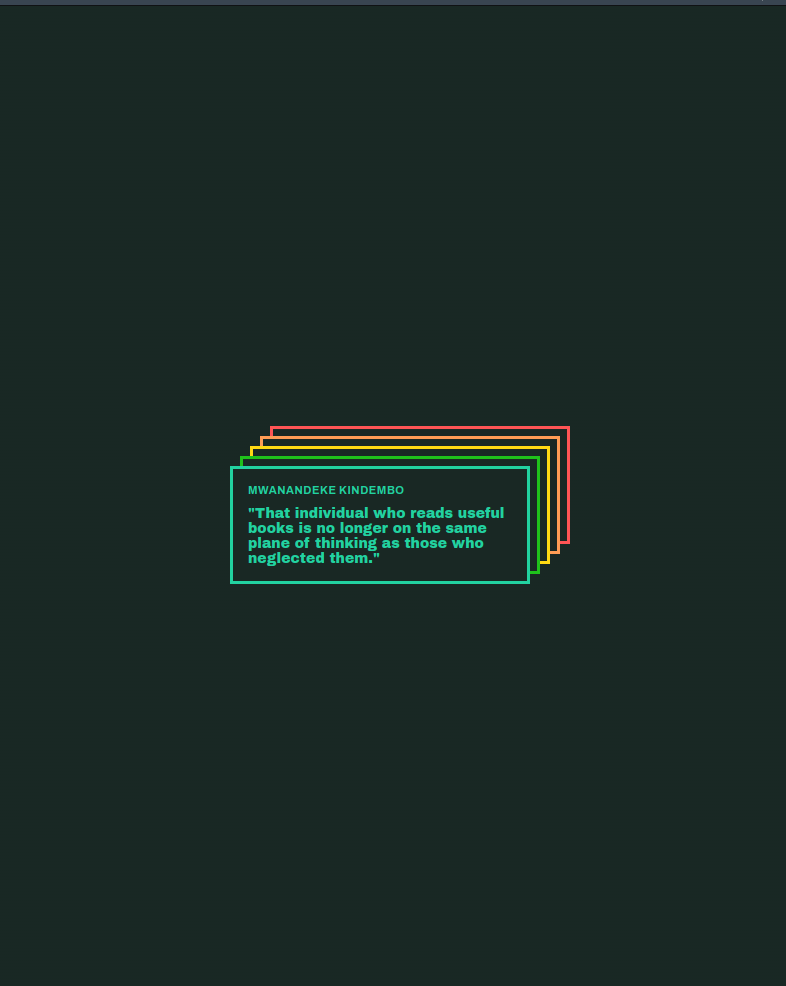 MWANANDEKE KINDEMBO
"That individual who reads useful
books is no longer on the same
plane of thinking as those who
neglected them."